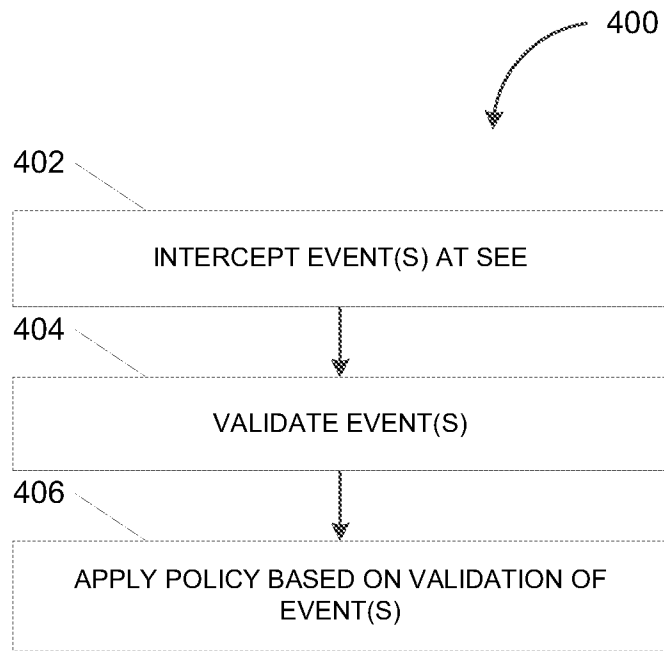 400
402
INTERCEPT EVENT(S) AT SEE
404
VALIDATE EVENT(S)
406
APPLY POLICY BASED ON VALIDATION OF
EVENT(S)